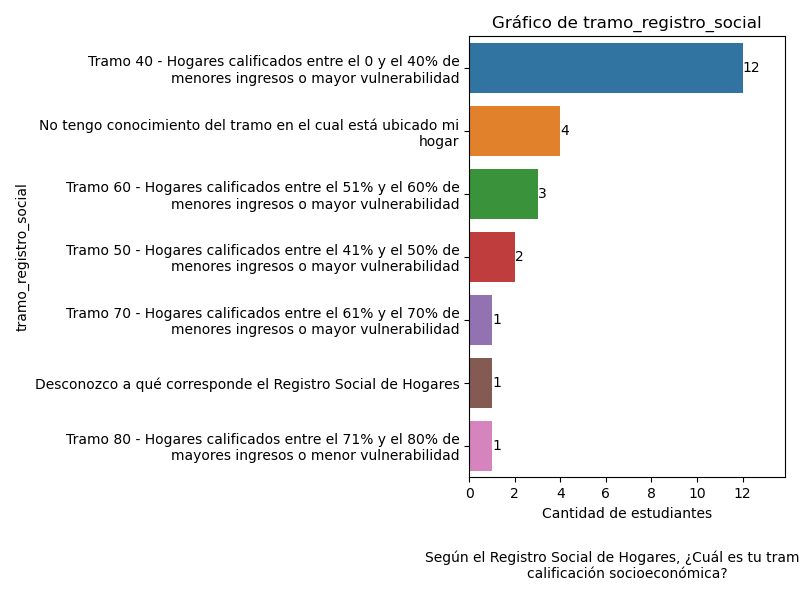 Gráfico de tramo_registro_social
Tramo 40 - Hogares calificados entre el 0 y el 40% de
menores ingresos o mayor vulnerabilidad
12
No tengo conocimiento del tramo en el cual está ubicado mi
hogar
4
Tramo 60 - Hogares calificados entre el 51% y el 60% de
menores ingresos o mayor vulnerabilidad
3
Tramo 50 - Hogares calificados entre el 41% y el 50% de
menores ingresos o mayor vulnerabilidad
2
Tramo 70 - Hogares calificados entre el 61% y el 70% de
menores ingresos o mayor vulnerabilidad
1
Desconozco a qué corresponde el Registro Social de Hogares
1
Tramo 80 - Hogares calificados entre el 71% y el 80% de
mayores ingresos o menor vulnerabilidad
1
tramo_registro_social
0 2 4 6 8 10 12
Cantidad de estudiantes
Según el Registro Social de Hogares, ¿Cuál es tu tram
calificación socioeconómica?